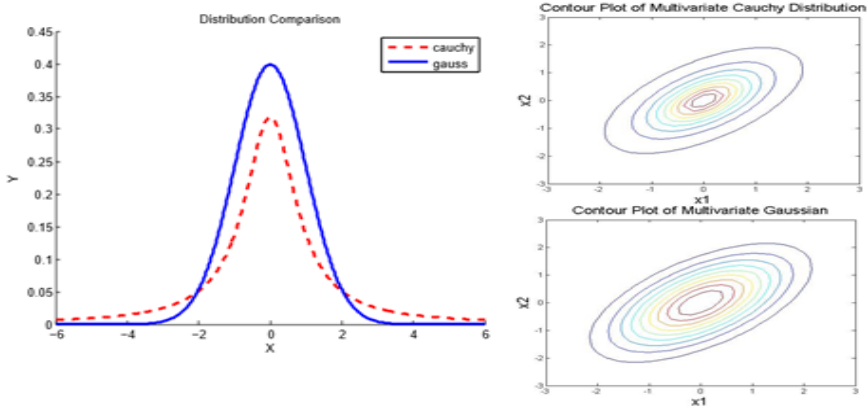 Distribution Comparison
0.45
0.4
0.35
0.3
0.25
0.2
0.15
0.1
0.05
0
Y
−6 −4 −2 0 2 4 6
X
cauchy
gauss
Contour Plot of Multivariate Cauchy Distribution
3
2
1
0
-1
-2
-3
x2
-3 -2 -1 0 1 2 3
x1
Contour Plot of Multivariate Gaussian
3
2
1
0
-1
-2
-3
x2
-3 -2 -1 0 1 2 3
x1